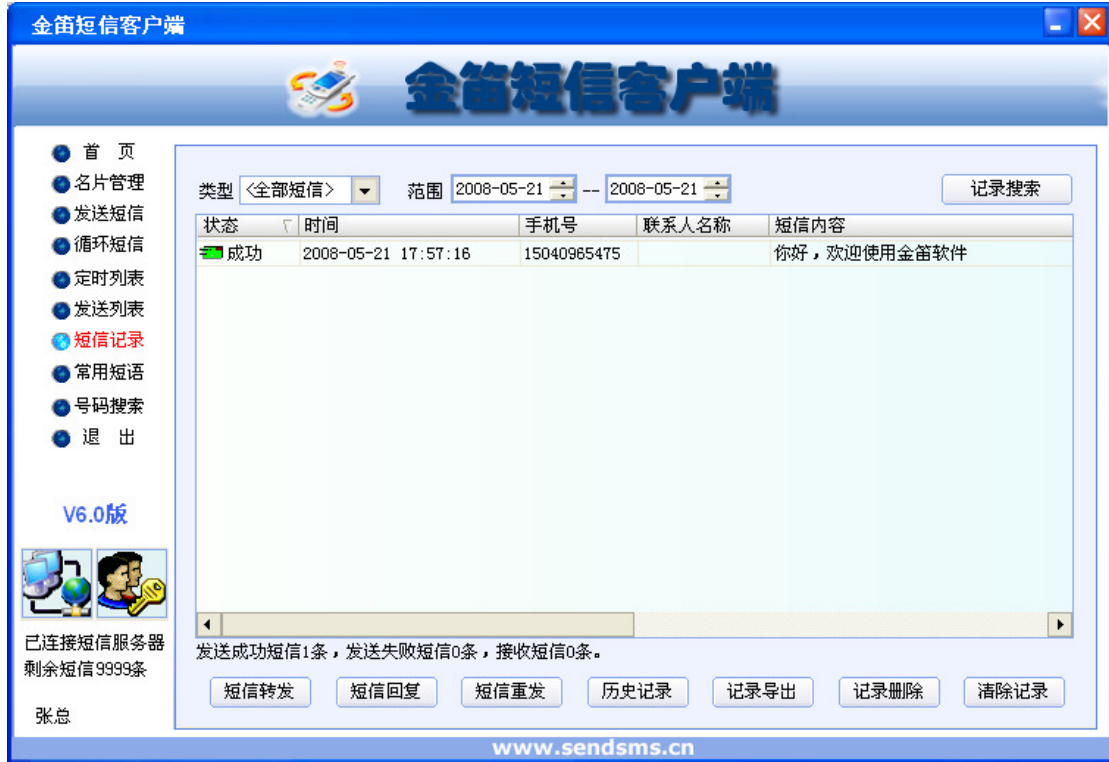 金笛短信客户端
金笛短信客户端
首 页
名片管理
发送短信
循环短信
定时列表
发送列表
短信记录
常用短语
号码搜索
退 出
V6.0版
已连接短信服务器
剩余短信9999条
张总
类型 <全部短信> 范围 2008-05-21 -- 2008-05-21 记录搜索
状态 时间 手机号 联系人名称 短信内容
成功 2008-05-21 17:57:16 15040965475 你好，欢迎使用金笛软件
发送成功短信1条，发送失败短信0条，接收短信0条。
短信转发 短信回复 短信重发 历史记录 记录导出 记录删除 清除记录
www.sendsms.cn